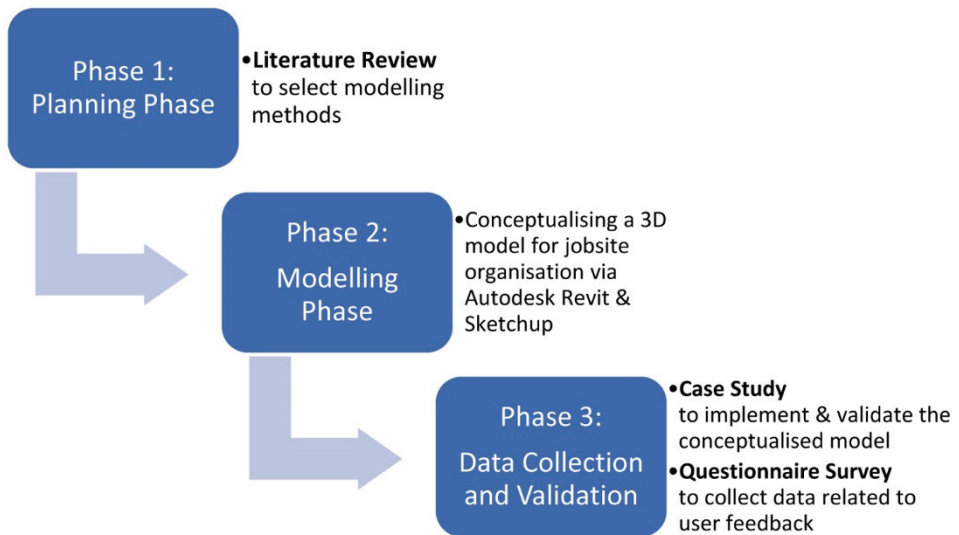 Phase 1:
Planning Phase
•Literature Review
to select modelling
methods
Phase 2:
Modelling
Phase
•Conceptualising a 3D
model for jobsite
organisation via
Autodesk Revit &
Sketchup
Phase 3:
Data Collection
and Validation
•Case Study
to implement & validate the
conceptualised model
•Questionnaire Survey
to collect data related to
user feedback